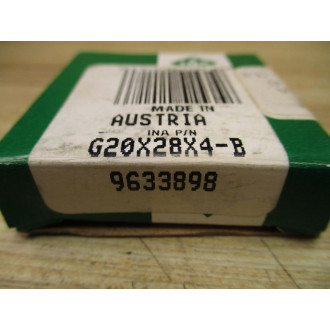 MADE IN
AUSTRIA
INA P/N
G20X28X4-B
9633898